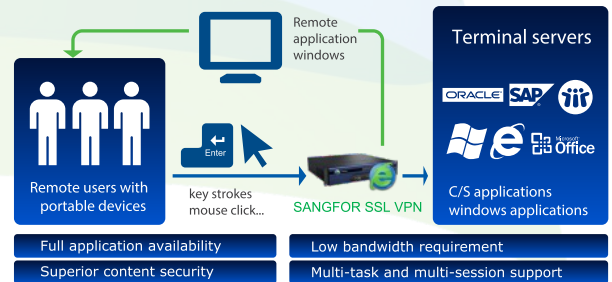 Remote
application
windows
Terminal servers
ORACLE
SAP
Microsoft
Office
Enter
Remote users with
portable devices
key strokes
mouse click...
SANGFOR SSL VPN
C/S applications
windows applications
Full application availability
Low bandwidth requirement
Superior content security
Multi-task and multi-session support